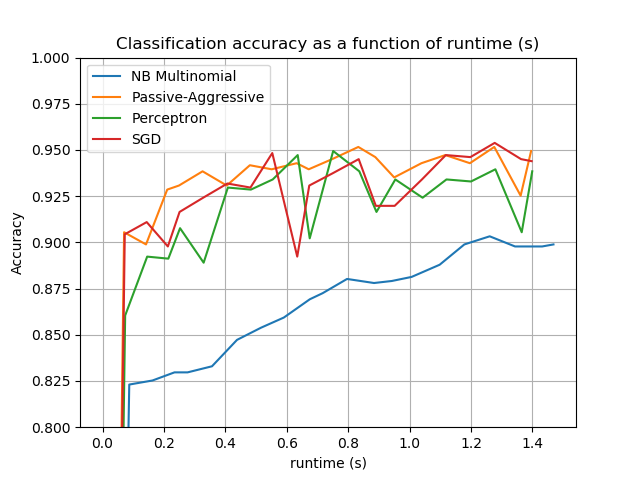 Classification accuracy as a function of runtime (s)
NB Multinomial
Passive-Aggressive
Perceptron
SGD
Accuracy
1.000
0.975
0.950
0.925
0.900
0.875
0.850
0.825
0.800
0.0 0.2 0.4 0.6 0.8 1.0 1.2 1.4
runtime (s)